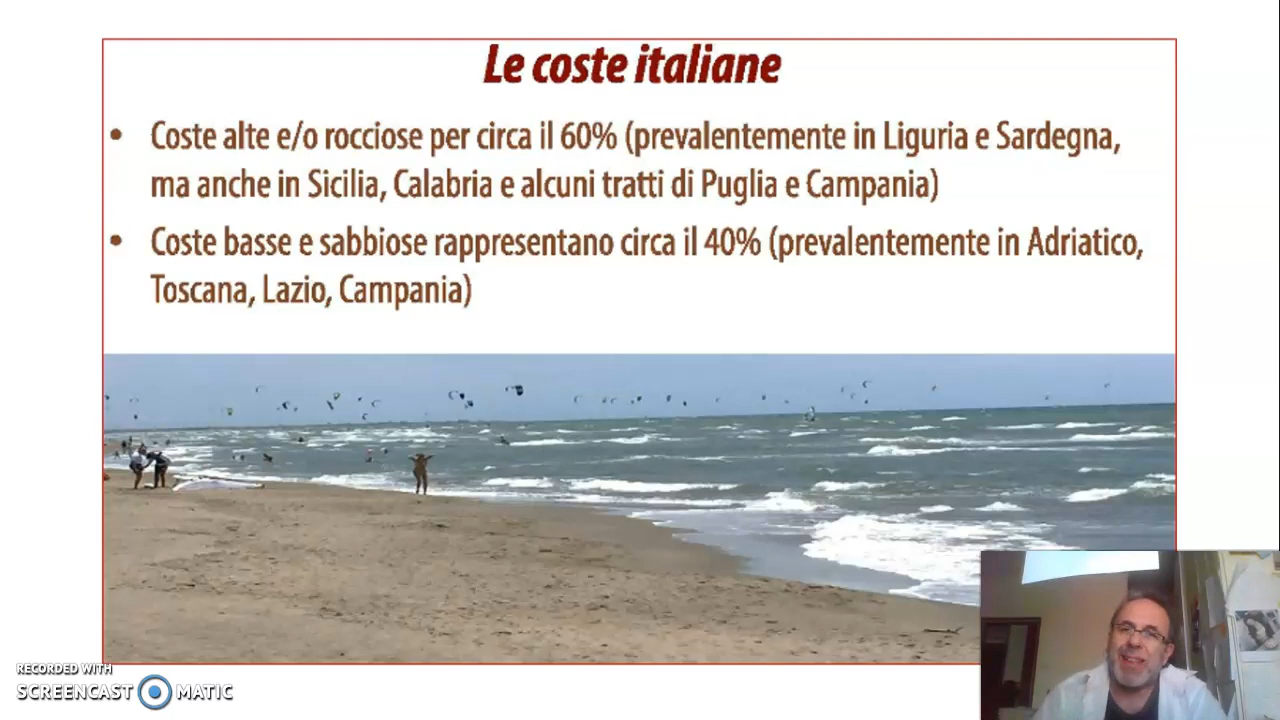 Le coste italiane
• Coste alte e/o rocciose per circa il 60% (prevalentemente in Liguria e Sardegna,
ma anche in Sicilia, Calabria e alcuni tratti di Puglia e Campania)
• Coste basse e sabbiose rappresentano circa il 40% (prevalentemente in Adriatico,
Toscana, Lazio, Campania)
RECORDED WITH
SCREENCAST MATIC